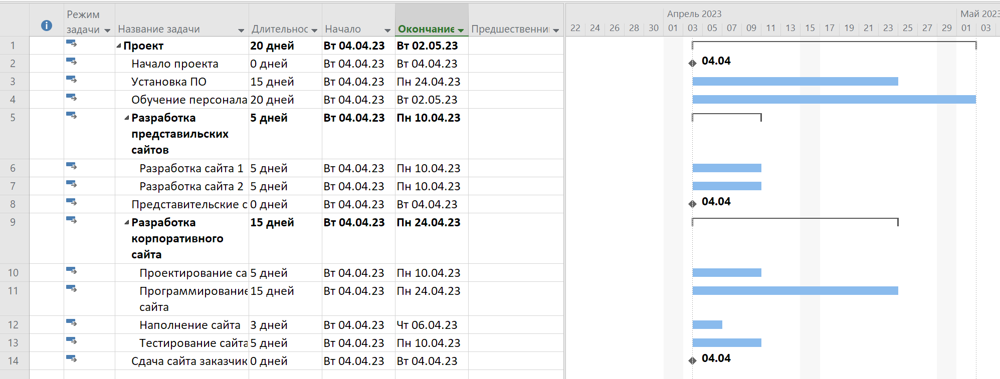 Режим задачи Название задачи Длительнос Начало Окончание Предшественни
Апрель 2023 Май 2023
22 24 26 28 30 01 03 05 07 09 11 13 15 17 19 21 23 25 27 29 01 03
1 Проект 20 дней Вт 04.04.23 Вт 02.05.23
2 Начало проекта 0 дней Вт 04.04.23 Вт 04.04.23 04.04
3 Установка ПО 15 дней Вт 04.04.23 Пн 24.04.23
4 Обучение персонала 20 дней Вт 04.04.23 Вт 02.05.23
5 Разработка 5 дней Вт 04.04.23 Пн 10.04.23
представильских
сайтов
6 Разработка сайта 1 5 дней Вт 04.04.23 Пн 10.04.23
7 Разработка сайта 2 5 дней Вт 04.04.23 Пн 10.04.23
8 Представительские с 0 дней Вт 04.04.23 Вт 04.04.23 04.04
9 Разработка 15 дней Вт 04.04.23 Пн 24.04.23
корпоративного
сайта
10 Проектирование са 5 дней Вт 04.04.23 Пн 10.04.23
11 Программирование 15 дней Вт 04.04.23 Пн 24.04.23
сайта
12 Наполнение сайта 3 дней Вт 04.04.23 Чт 06.04.23
13 Тестирование сайта 5 дней Вт 04.04.23 Пн 10.04.23
14 Сдача сайта заказчик 0 дней Вт 04.04.23 Вт 04.04.23 04.04